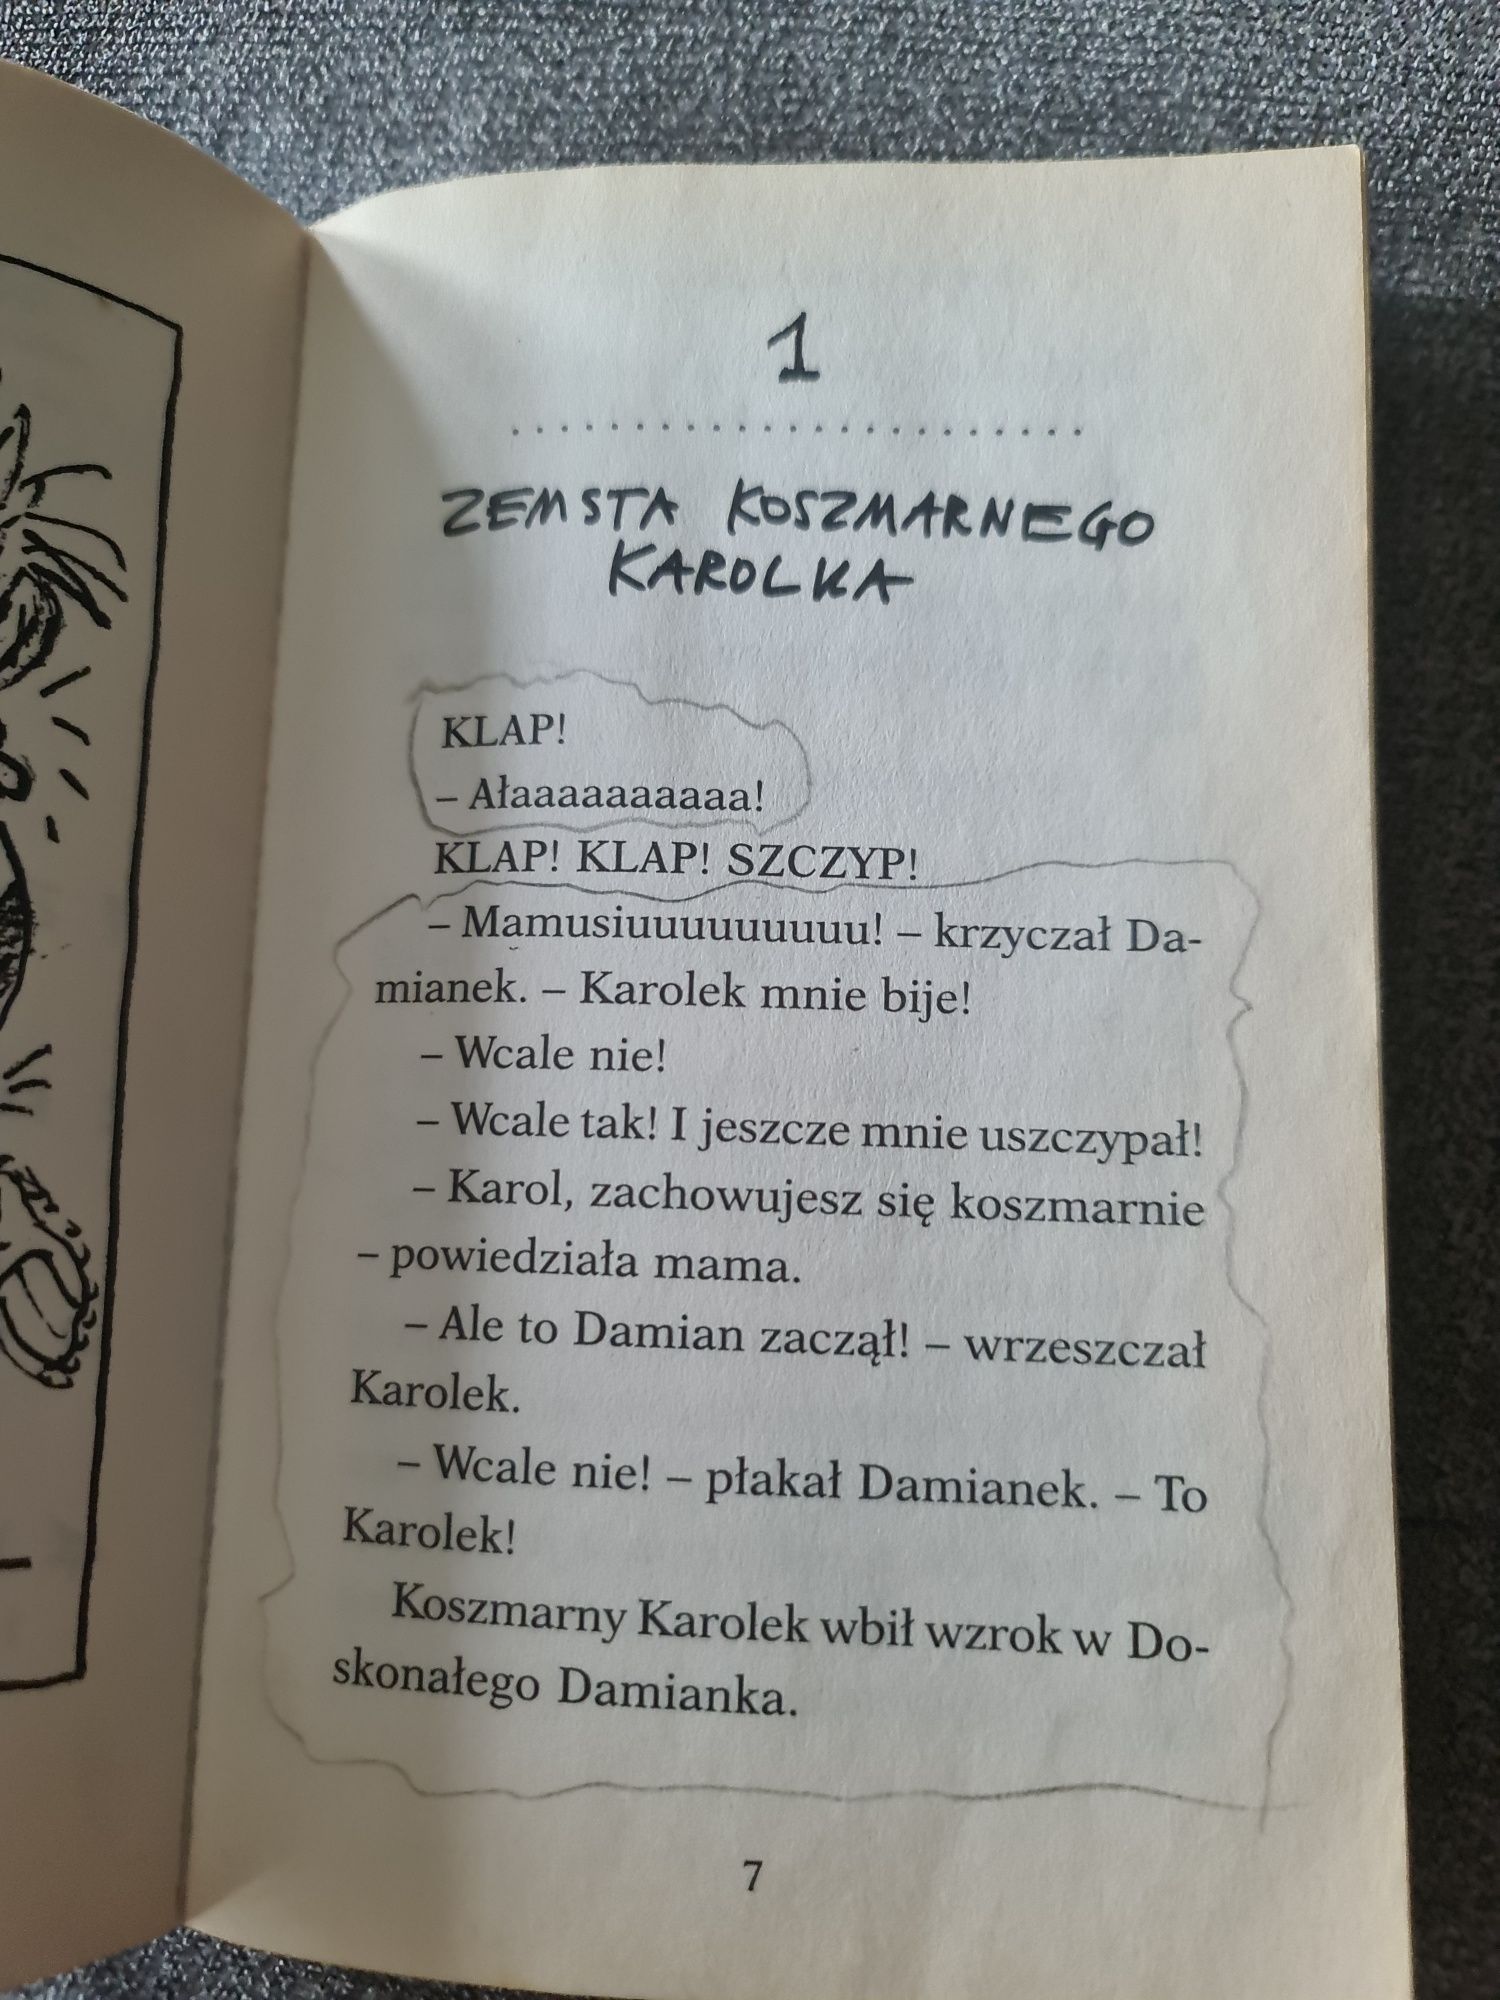 1
ZEMSTA KOSZMARNEGO
KAROLKA
KLAP!
– Ałaaaaaaaaaaa!
KLAP! KLAP! SZCZYP!
– Mamusiuuuuuuuuuu! – krzyczał Da-
mianek. – Karolek mnie bije!
– Wcale nie!
– Wcale tak! I jeszcze mnie uszczypał!
– Karol, zachowujesz się koszmarnie
– powiedziała mama.
– Ale to Damian zaczął! – wrzeszczał
Karolek.
– Wcale nie! – płakał Damianek. – To
Karolek!
Koszmarny Karolek wbił wzrok w Do-
skonałego Damianka.
7